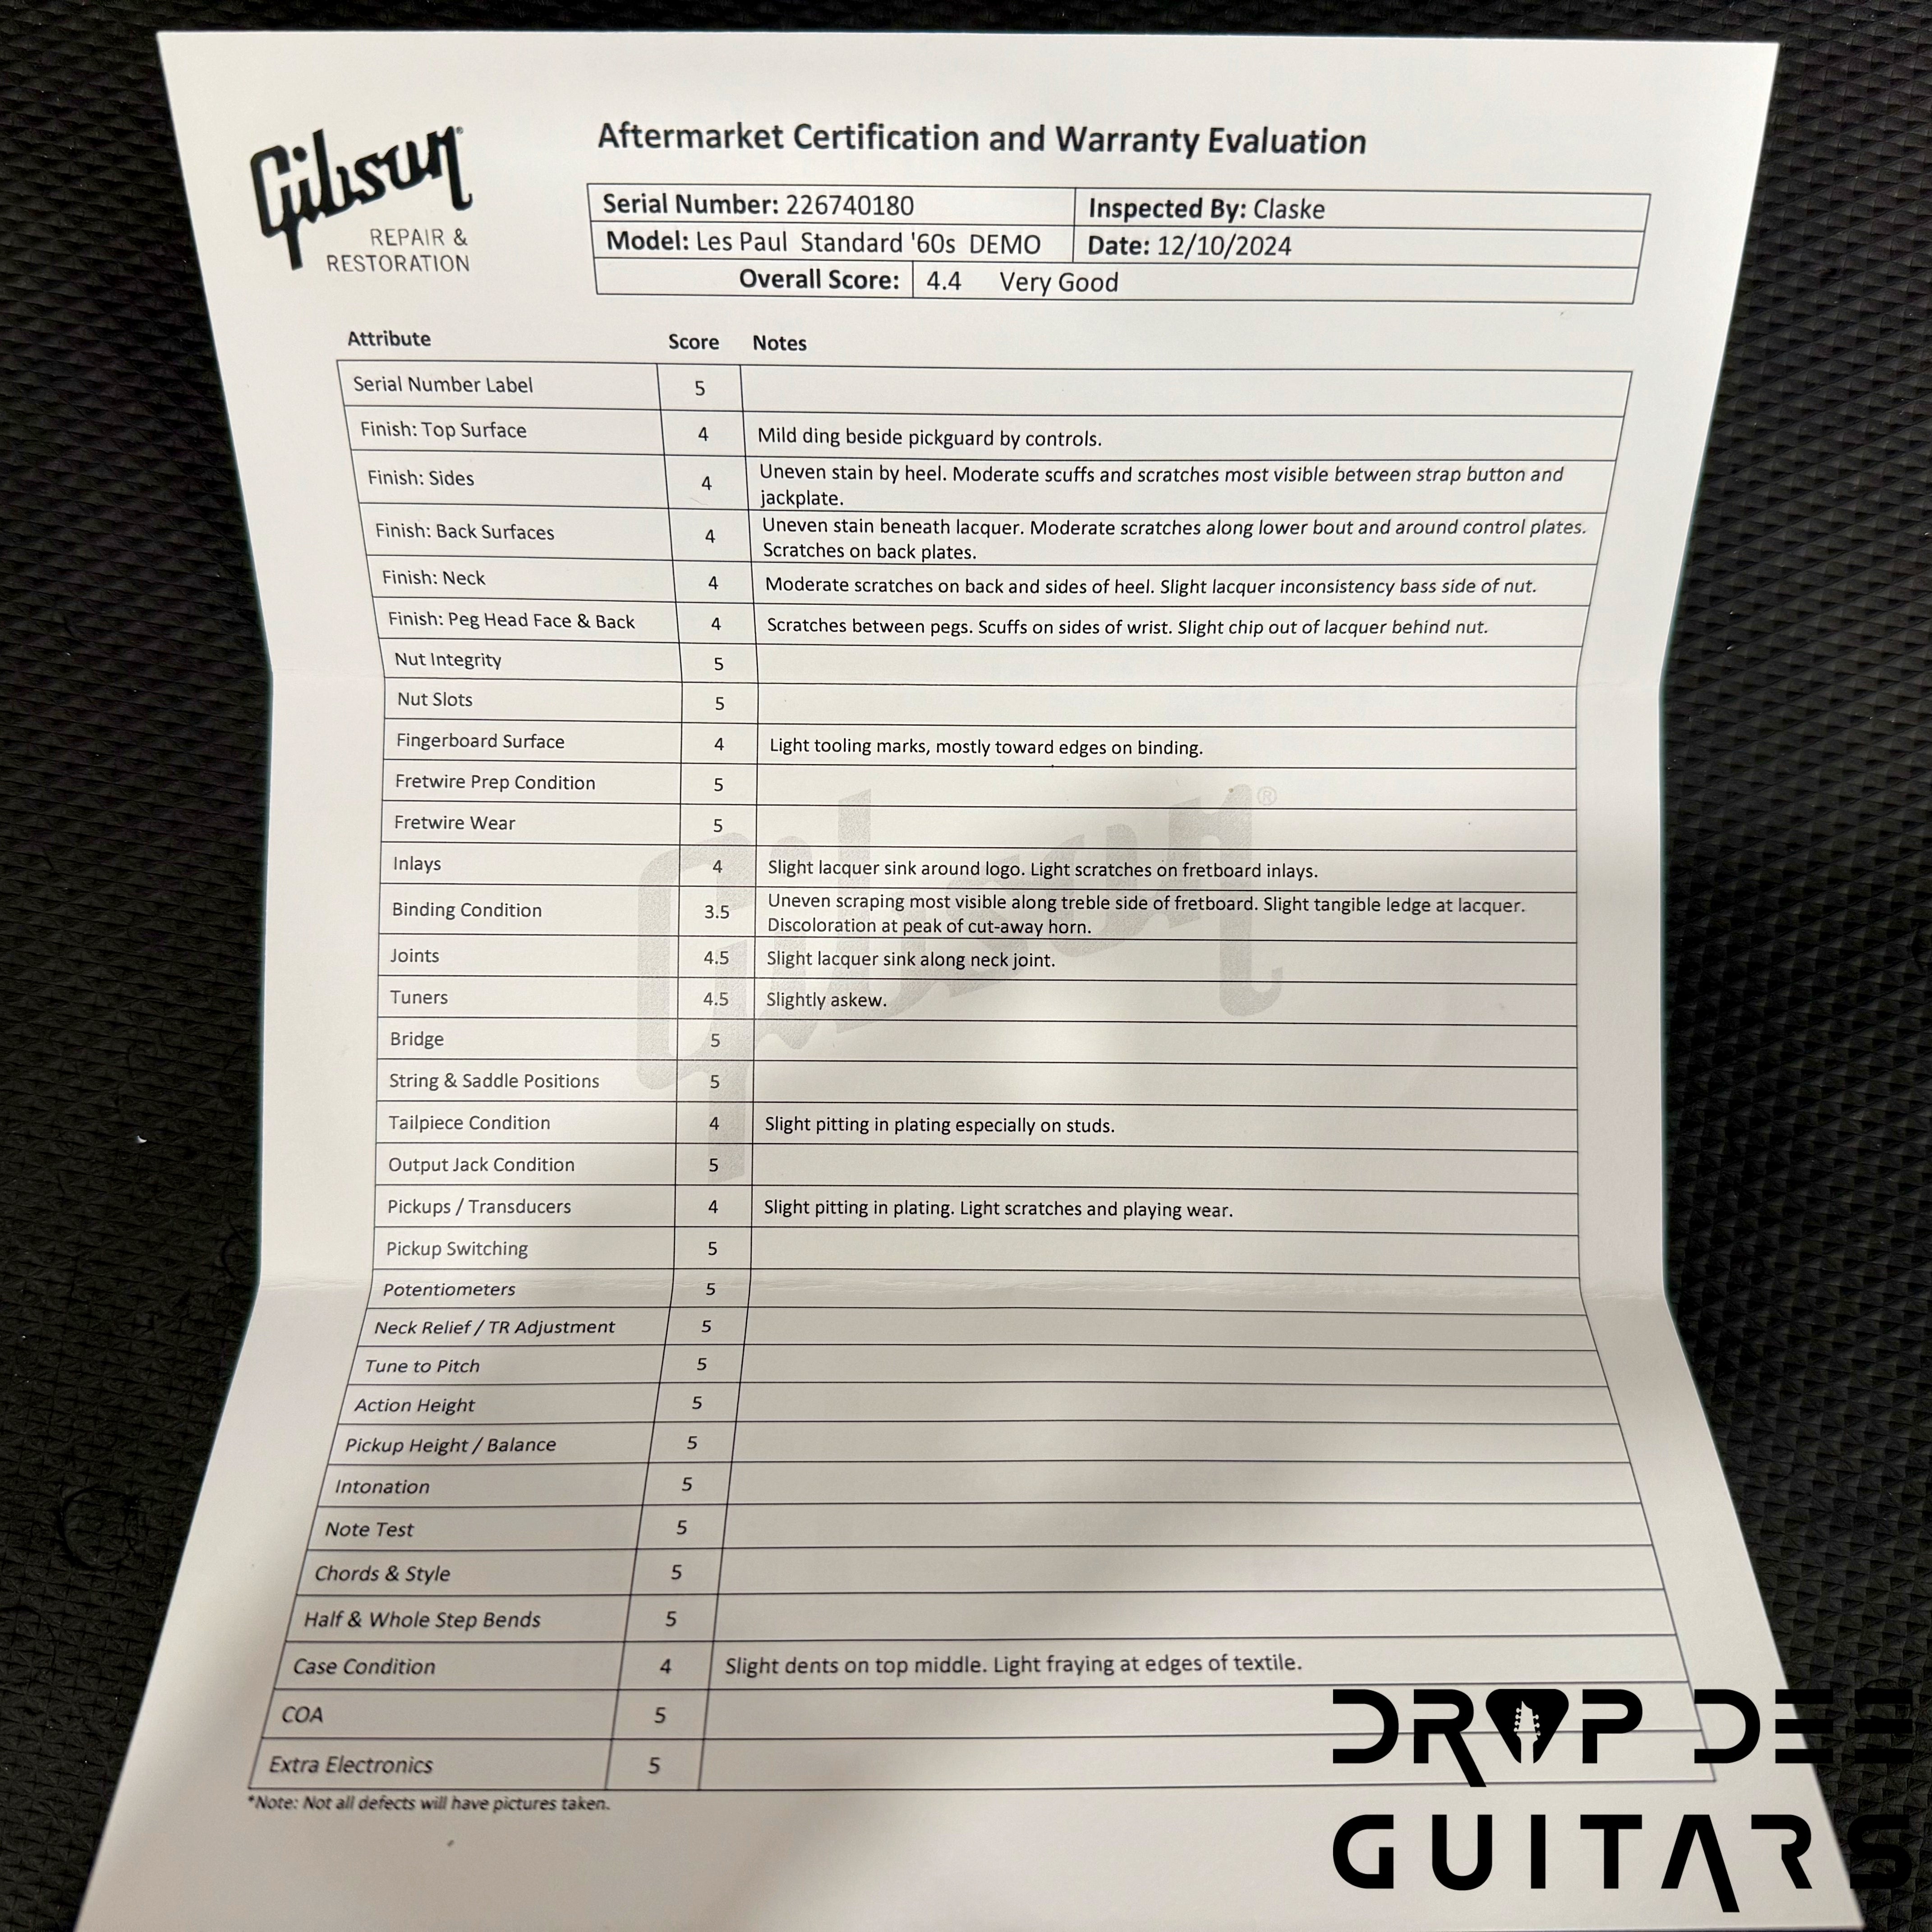 Gibson®
REPAIR &
RESTORATION
Aftermarket Certification and Warranty Evaluation
Serial Number: 226740180 Inspected By: Claske
Model: Les Paul Standard '60s DEMO Date: 12/10/2024
Overall Score: 4.4 Very Good
Attribute Score Notes
Serial Number Label 5
Finish: Top Surface 4 Mild ding beside pickguard by controls.
Finish: Sides 4 Uneven stain by heel. Moderate scuffs and scratches most visible between strap button and
jackplate.
Finish: Back Surfaces 4 Uneven stain beneath lacquer. Moderate scratches along lower bout and around control plates.
Scratches on back plates.
Finish: Neck 4 Moderate scratches on back and sides of heel. Slight lacquer inconsistency bass side of nut.
Finish: Peg Head Face & Back 4 Scratches between pegs. Scuffs on sides of wrist. Slight chip out of lacquer behind nut.
Nut Integrity 5
Nut Slots 5
Fingerboard Surface 4 Light tooling marks, mostly toward edges on binding.
Fretwire Prep Condition 5
Fretwire Wear 5
Inlays 4 Slight lacquer sink around logo. Light scratches on fretboard inlays.
Binding Condition 3.5 Uneven scraping most visible along treble side of fretboard. Slight tangible ledge at lacquer.
Discoloration at peak of cut-away horn.
Joints 4.5 Slight lacquer sink along neck joint.
Tuners 4.5 Slightly askew.
Bridge 5
String & Saddle Positions 5
Tailpiece Condition 4 Slight pitting in plating especially on studs.
Output Jack Condition 5
Pickups / Transducers 4 Slight pitting in plating. Light scratches and playing wear.
Pickup Switching 5
Potentiometers 5
Neck Relief / TR Adjustment 5
Tune to Pitch 5
Action Height 5
Pickup Height / Balance 5
Intonation 5
Note Test 5
Chords & Style 5
Half & Whole Step Bends 5
Case Condition 4 Slight dents on top middle. Light fraying at edges of textile.
COA 5
Extra Electronics 5
*Note: Not all defects will have pictures taken.
Gibson®
DROP DEE
GUITARS